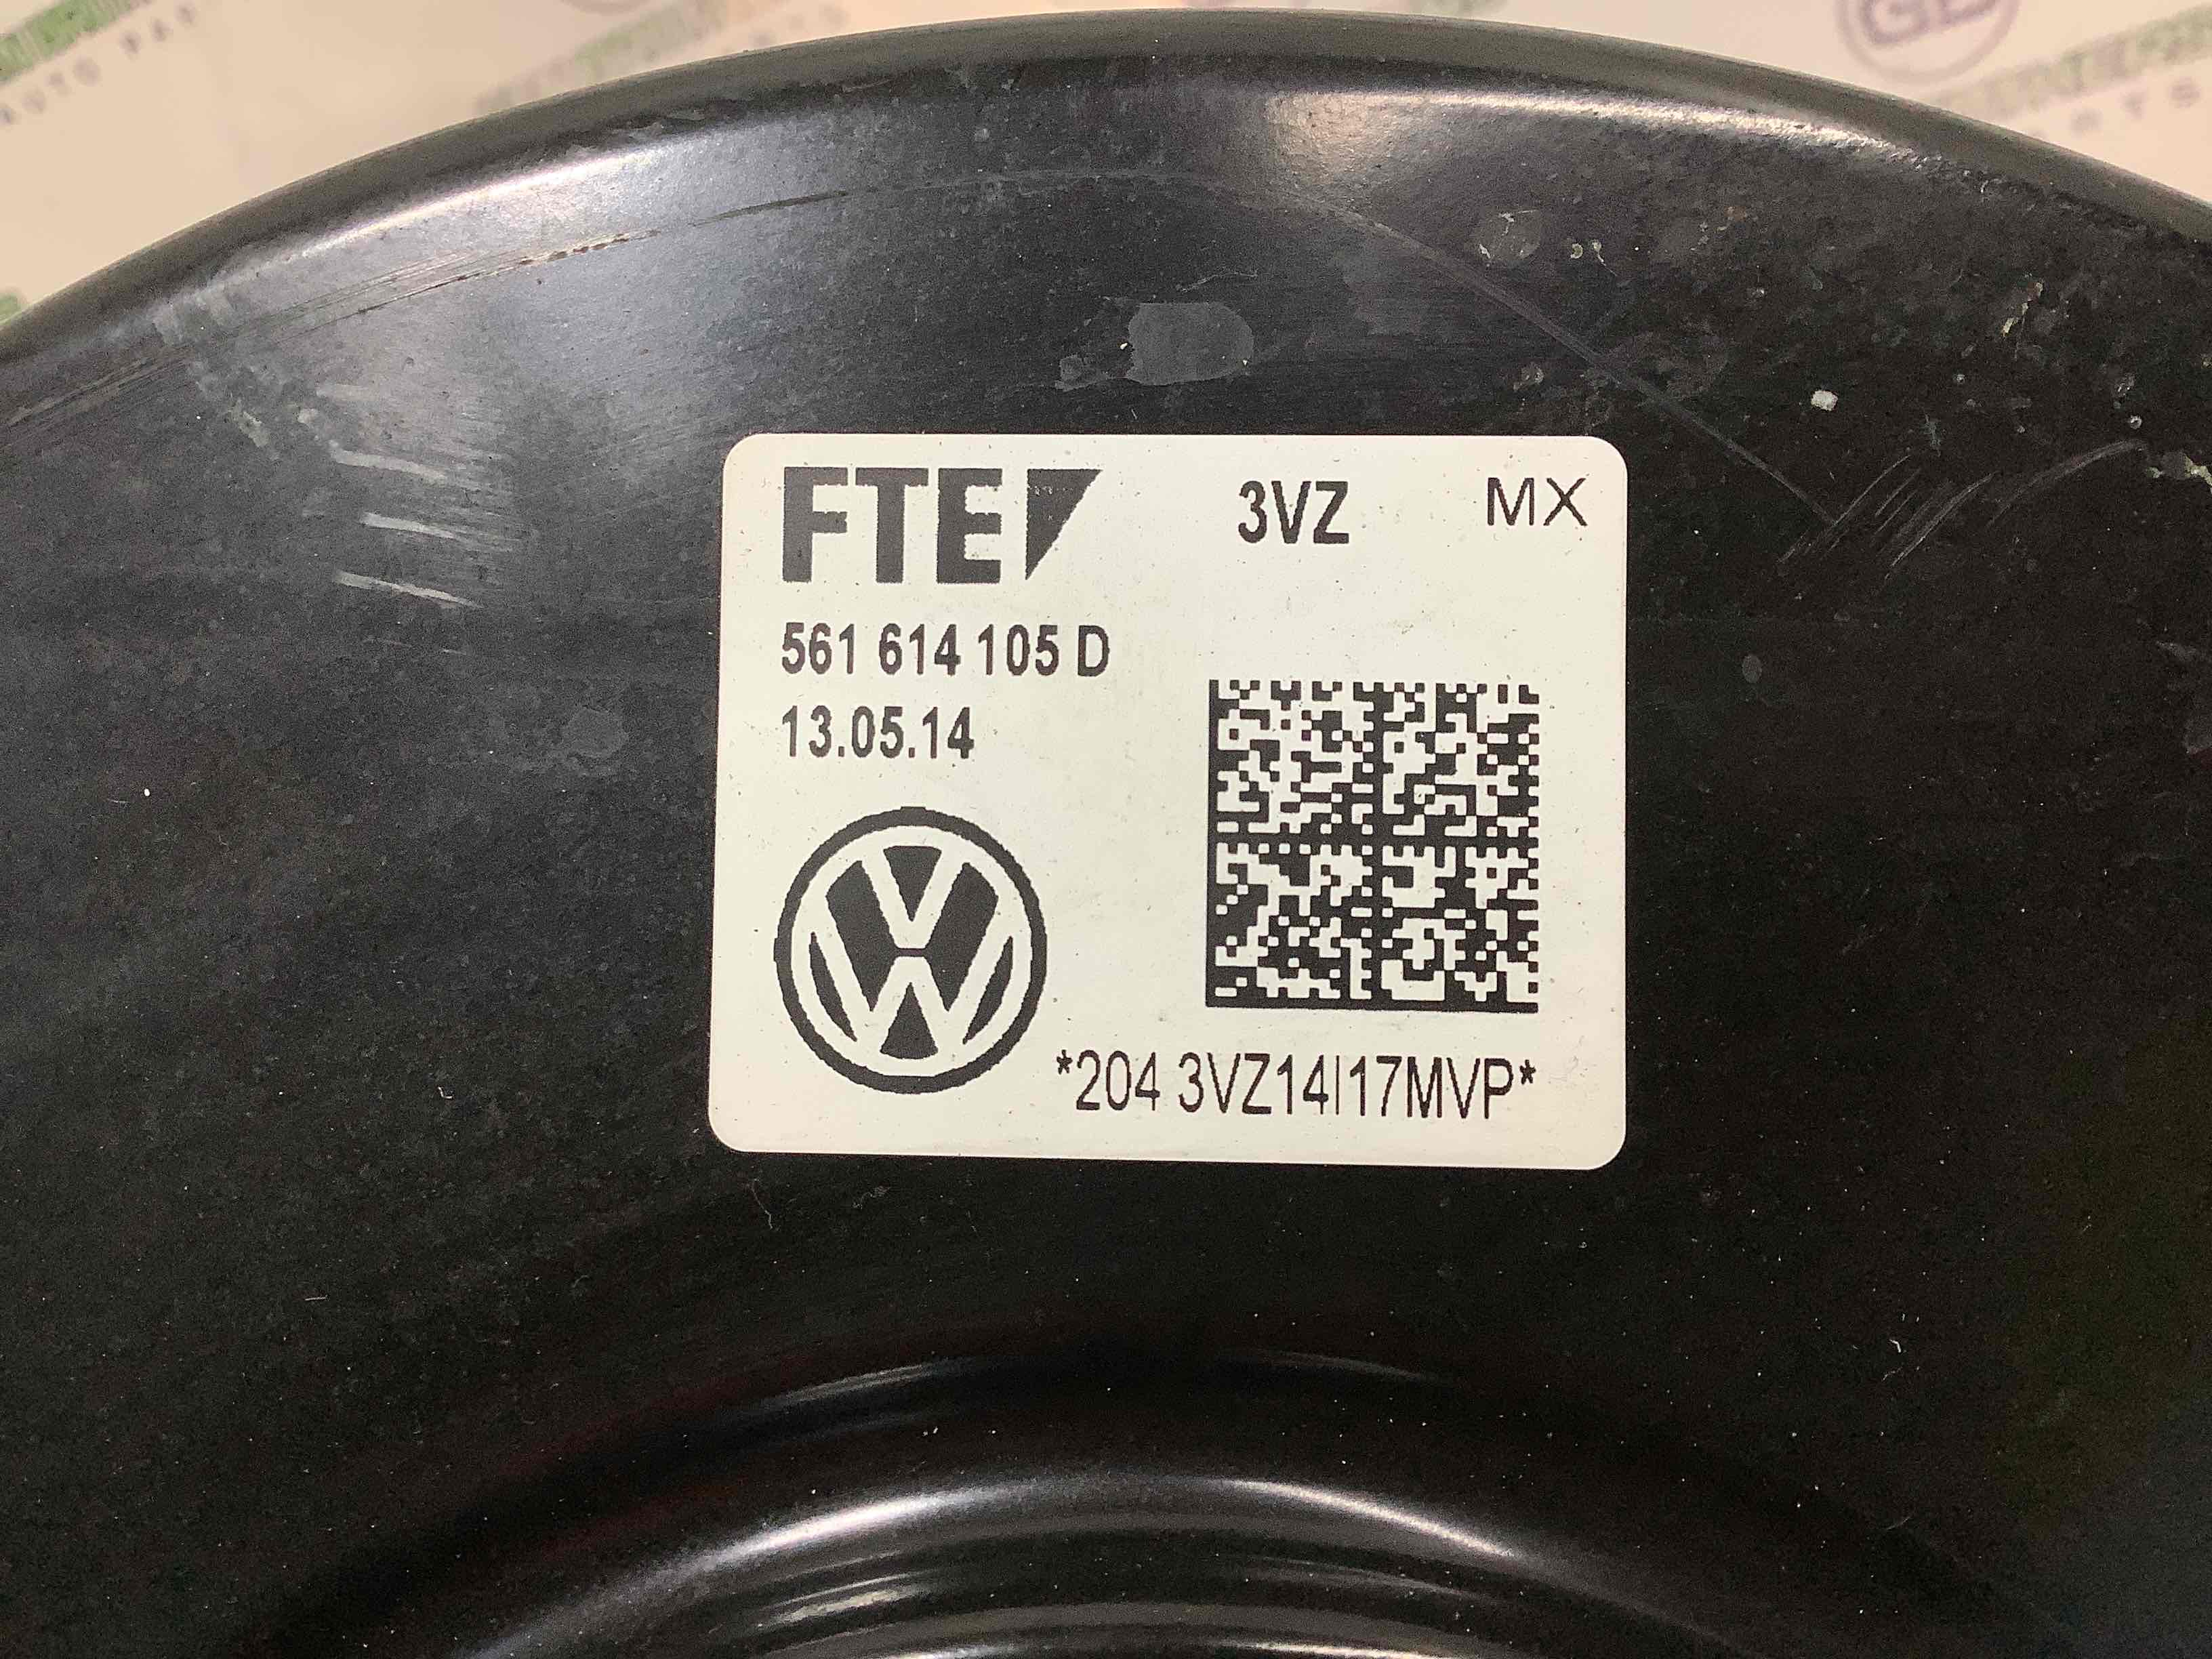 FTE 3VZ MX
561 614 105 D
13.05.14
*204 3VZ14I17MVP*